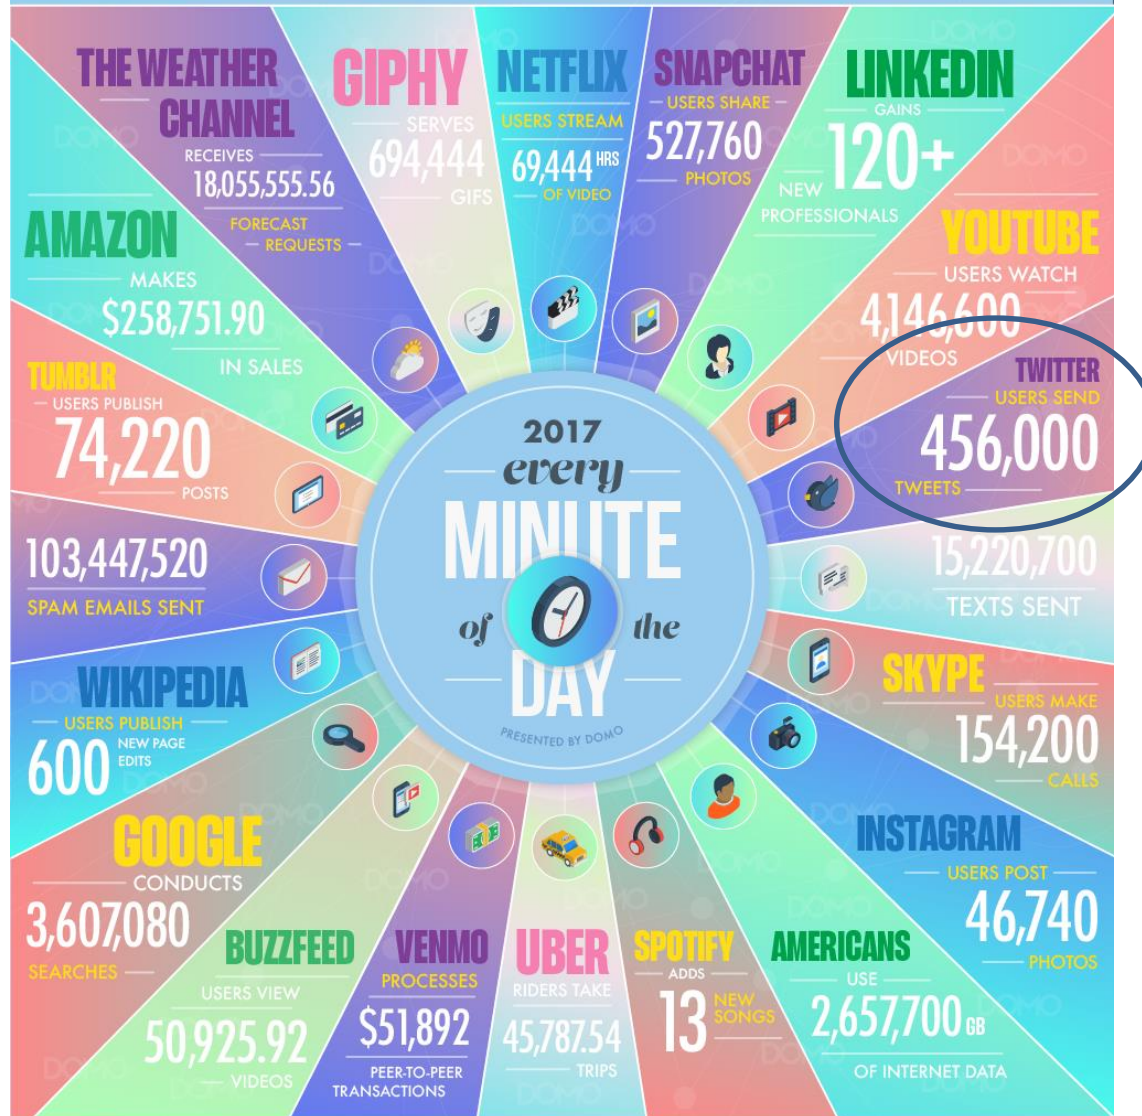 THE WEATHER
CHANNEL
RECEIVES
18,055,555.56
FORECAST
REQUESTS
GIPHY
SERVES
694,444
GIFS
NETFLIX
USERS STREAM
69,444 HRS
OF VIDEO
SNAPCHAT
USERS SHARE
527,760
PHOTOS
LINKEDIN
GAINS
120+
NEW
PROFESSIONALS
YOUTUBE
USERS WATCH
4,146,600
VIDEOS
TWITTER
USERS SEND
456,000
TWEETS
15,220,700
TEXTS SENT
SKYPE
USERS MAKE
154,200
CALLS
INSTAGRAM
USERS POST
46,740
PHOTOS
AMERICANS
USE
2,657,700 GB
OF INTERNET DATA
SPOTIFY
ADDS
13 NEW
SONGS
UBER
RIDERS TAKE
45,787.54
TRIPS
VENMO
PROCESSES
$51,892
PEER-TO-PEER
TRANSACTIONS
BUZZFEED
USERS VIEW
50,925.92
VIDEOS
GOOGLE
CONDUCTS
3,607,080
SEARCHES
WIKIPEDIA
USERS PUBLISH
600 NEW PAGE
EDITS
103,447,520
SPAM EMAILS SENT
TUMBLR
USERS PUBLISH
74,220
POSTS
AMAZON
MAKES
$258,751.90
IN SALES
2017
every
MINUTE
of the
DAY
PRESENTED BY DOMO
DOMO